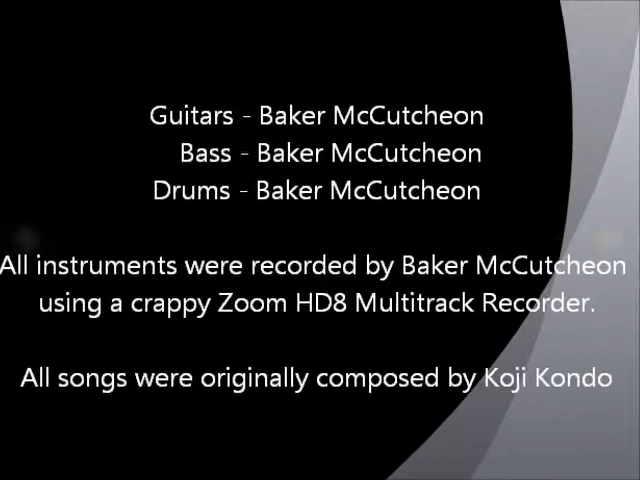 Guitars - Baker McCutcheon
Bass - Baker McCutcheon
Drums - Baker McCutcheon
All instruments were recorded by Baker McCutcheon
using a crappy Zoom HD8 Multitrack Recorder.
All songs were originally composed by Koji Kondo